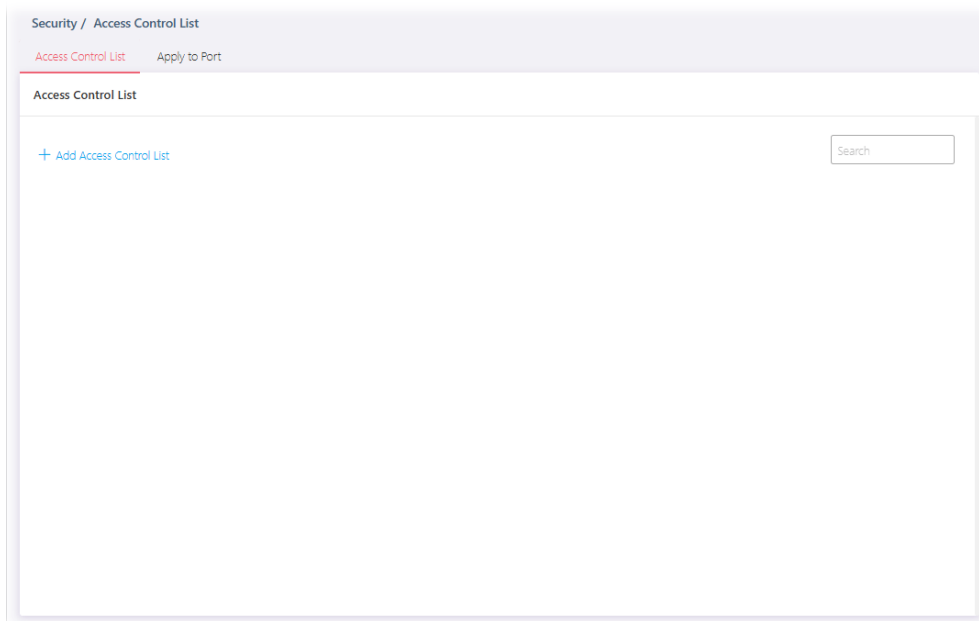 Security / Access Control List
Access Control List Apply to Port
Access Control List
+ Add Access Control List
Search